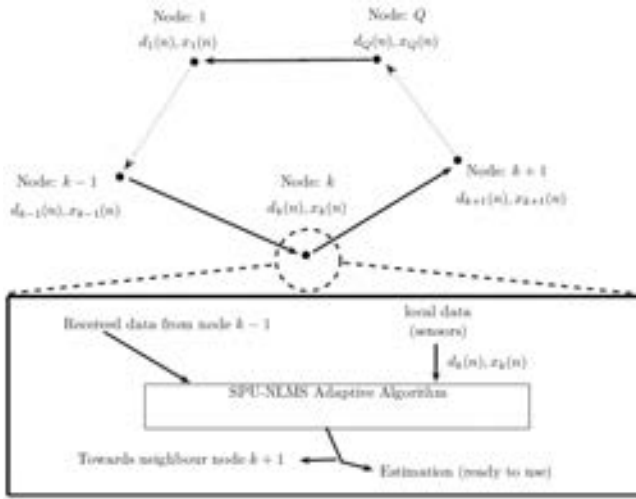 Node: 1
d_1(n), x_1(n)
Node: Q
d_Q(n), x_Q(n)
Node: k − 1
d_{k−1}(n), x_{k−1}(n)
Node: k
d_k(n), x_k(n)
Node: k + 1
d_{k+1}(n), x_{k+1}(n)
Received data from node k − 1
local data
(sensors)
d_k(n), x_k(n)
SPU-NLMS Adaptive Algorithm
Towards neighbour node k + 1
Estimation (ready to use)